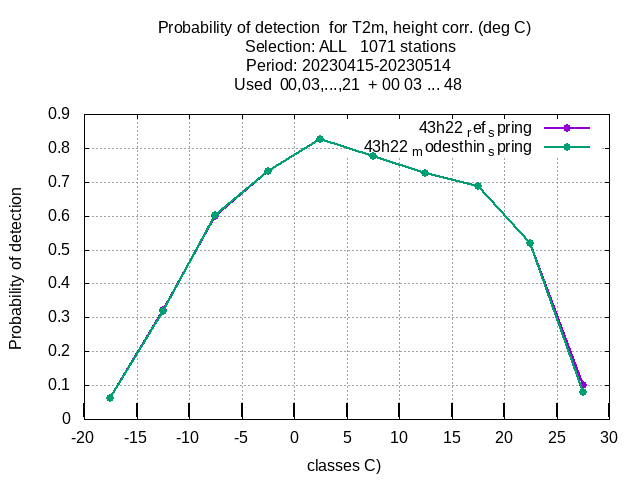 Probability of detection  for T2m, height corr. (deg C)
Selection: ALL   1071 stations
Period: 20230415-20230514
Used  00,03,...,21  + 00 03 ... 48
0.9
43h22 ref spring
0.8
43h22 modesthin spring
0.7
0.6
0.5
0.4
0.3
0.2
0.1
0
Probability of detection
-20 -15 -10 -5 0 5 10 15 20 25 30
classes C)